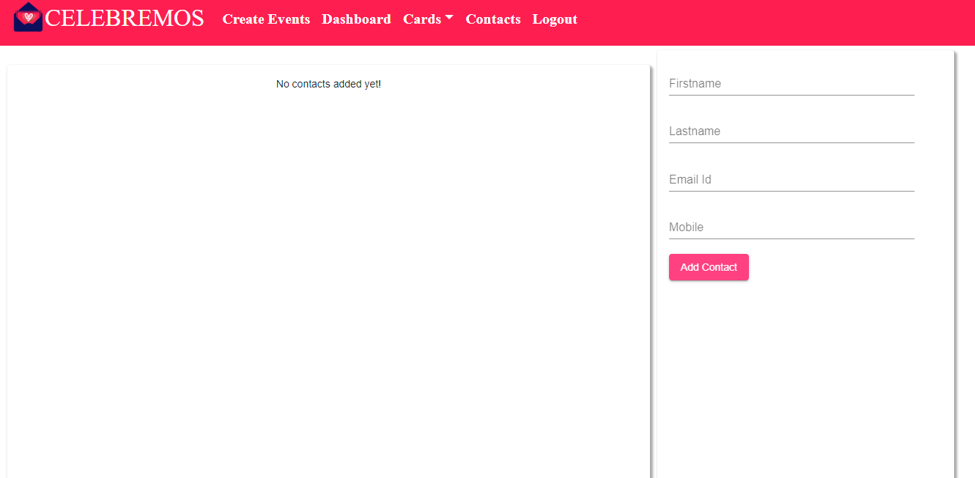 CELEBREMOS Create Events Dashboard Cards Contacts Logout
No contacts added yet!
Firstname
Lastname
Email Id
Mobile
Add Contact